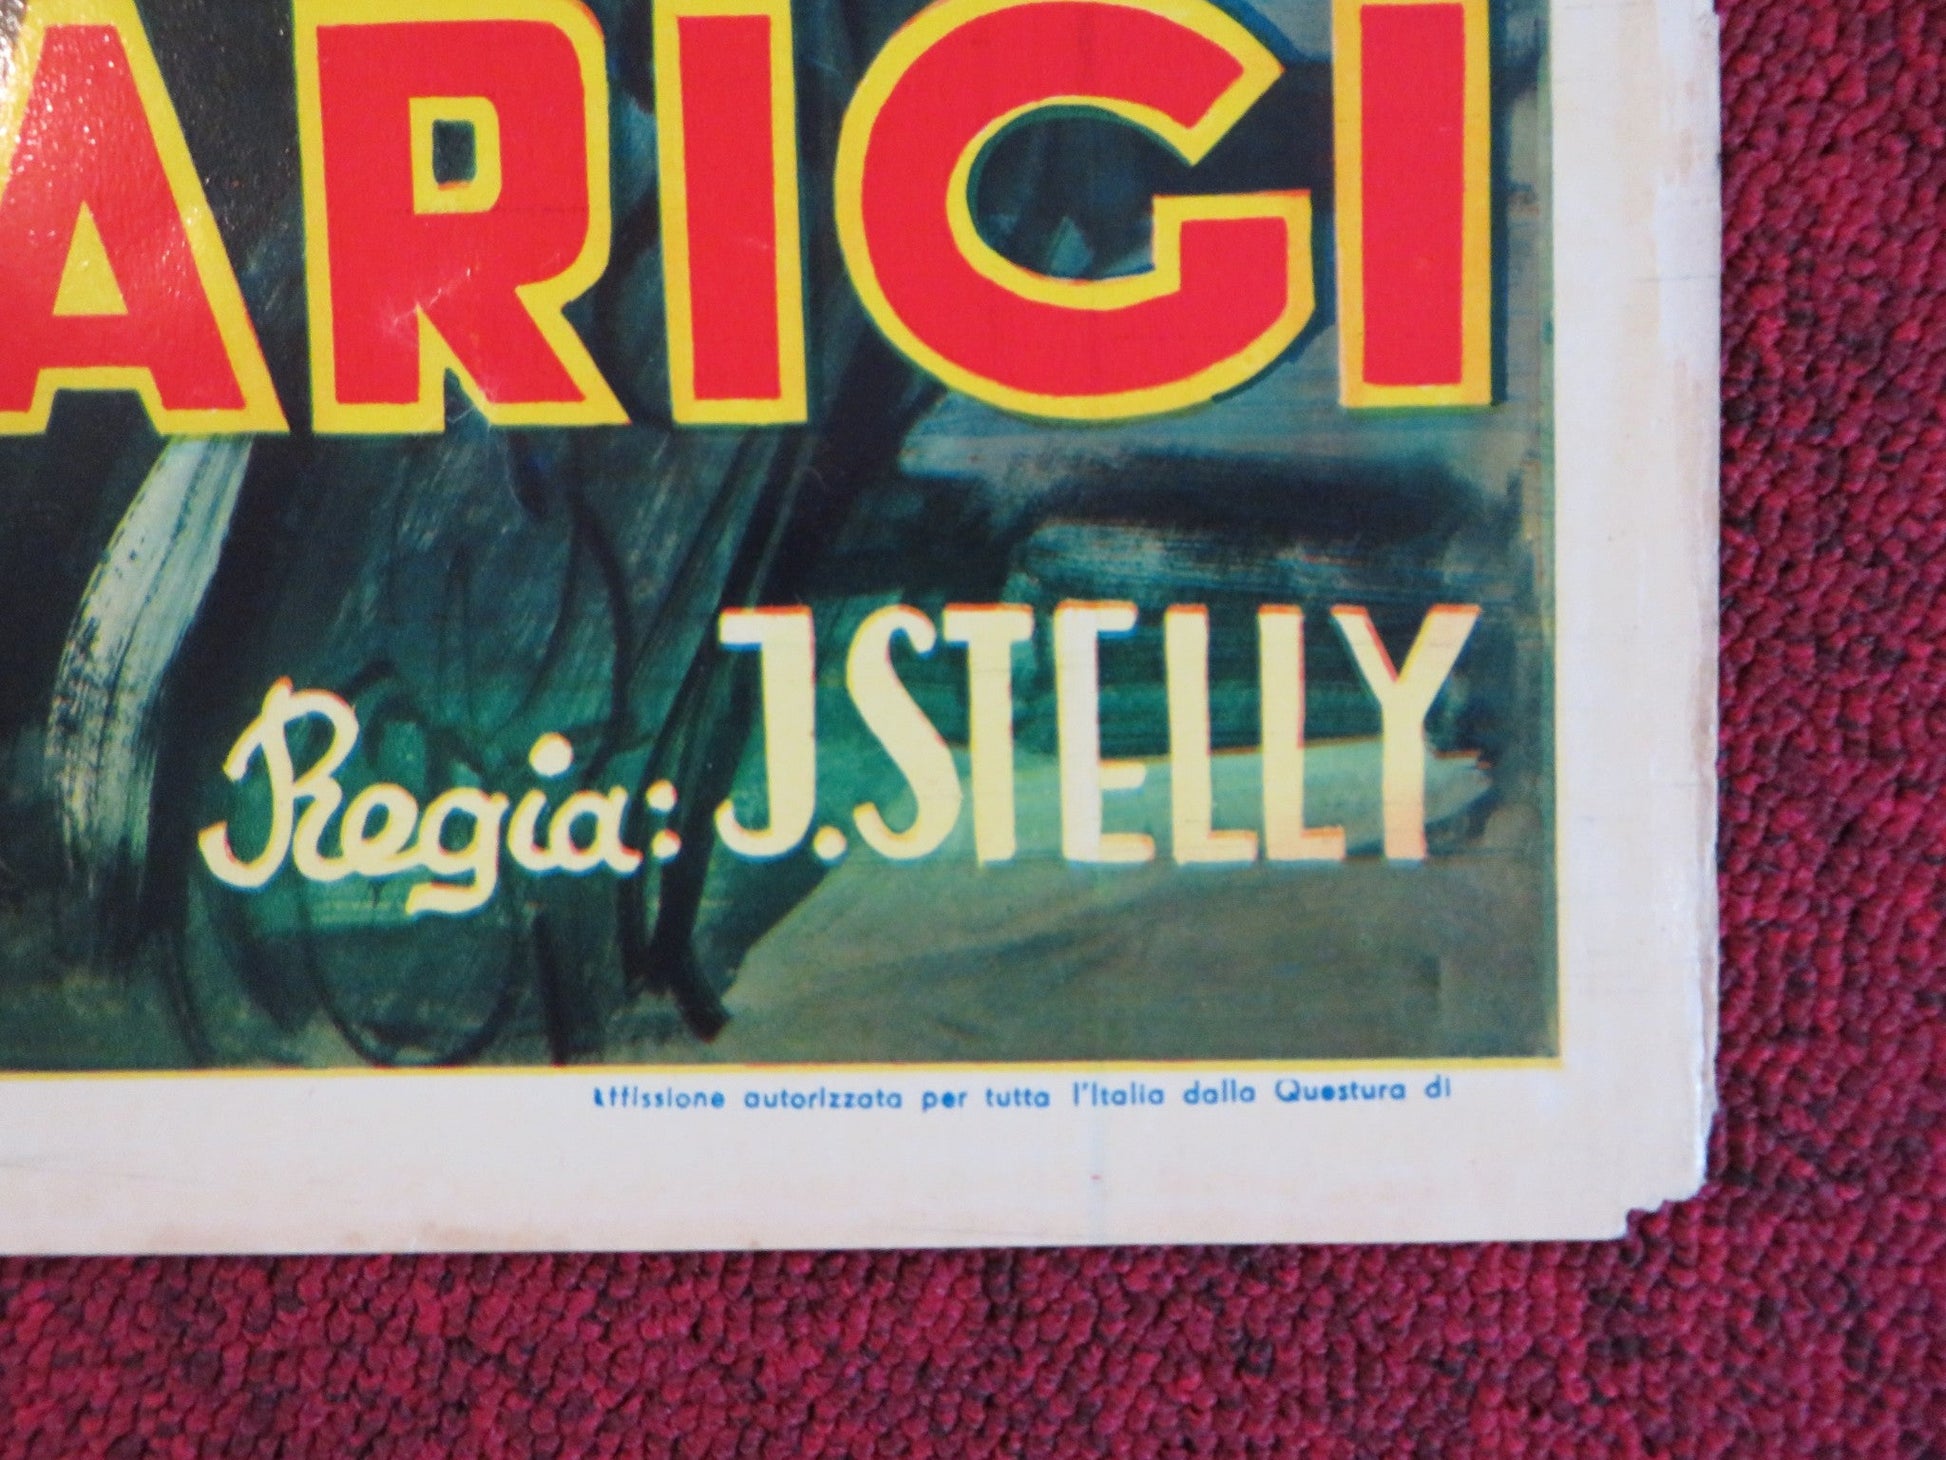 ARIGI
Regia: J. STELLY
Affissione autorizzata per tutta l'Italia dalla Questura di